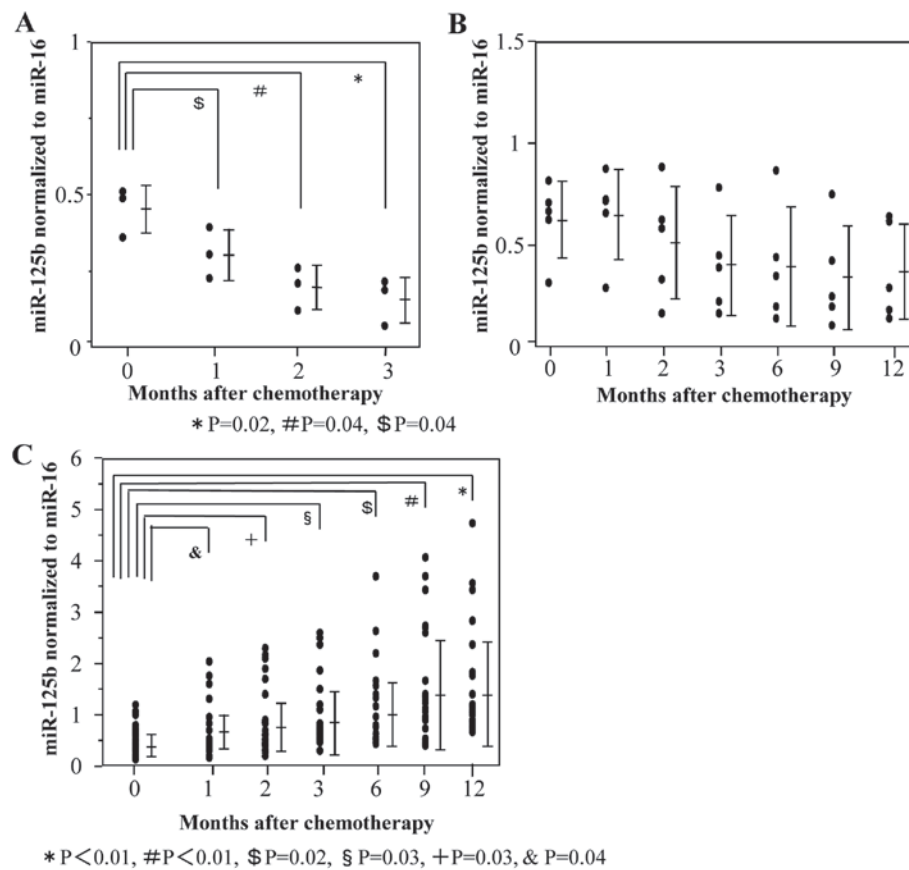 A
miR-125b normalized to miR-16
1
0.5
0
$
#
*
0 1 2 3
Months after chemotherapy
* P=0.02, #P=0.04, $P=0.04
B
miR-125b normalized to miR-16
1.5
1
0.5
0
0 1 2 3 6 9 12
Months after chemotherapy
C
miR-125b normalized to miR-16
6
5
4
3
2
1
0
&
+
§
$
#
*
0 1 2 3 6 9 12
Months after chemotherapy
* P<0.01, #P<0.01, $P=0.02, § P=0.03, +P=0.03, & P=0.04